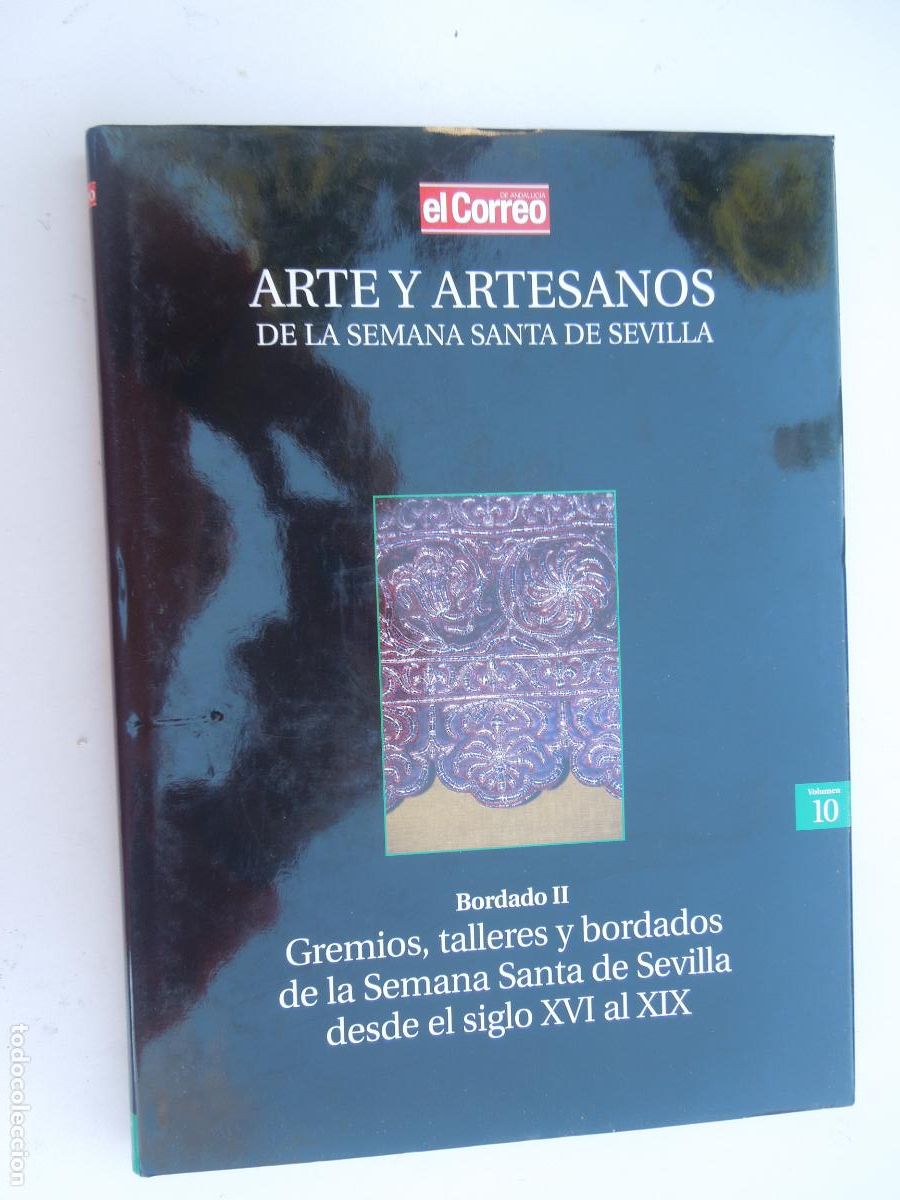 DE ANDALUCÍA
el Correo
ARTE Y ARTESANOS
DE LA SEMANA SANTA DE SEVILLA
Volumen
10
Bordado II
Gremios, talleres y bordados
de la Semana Santa de Sevilla
desde el siglo XVI al XIX
todocoleccion